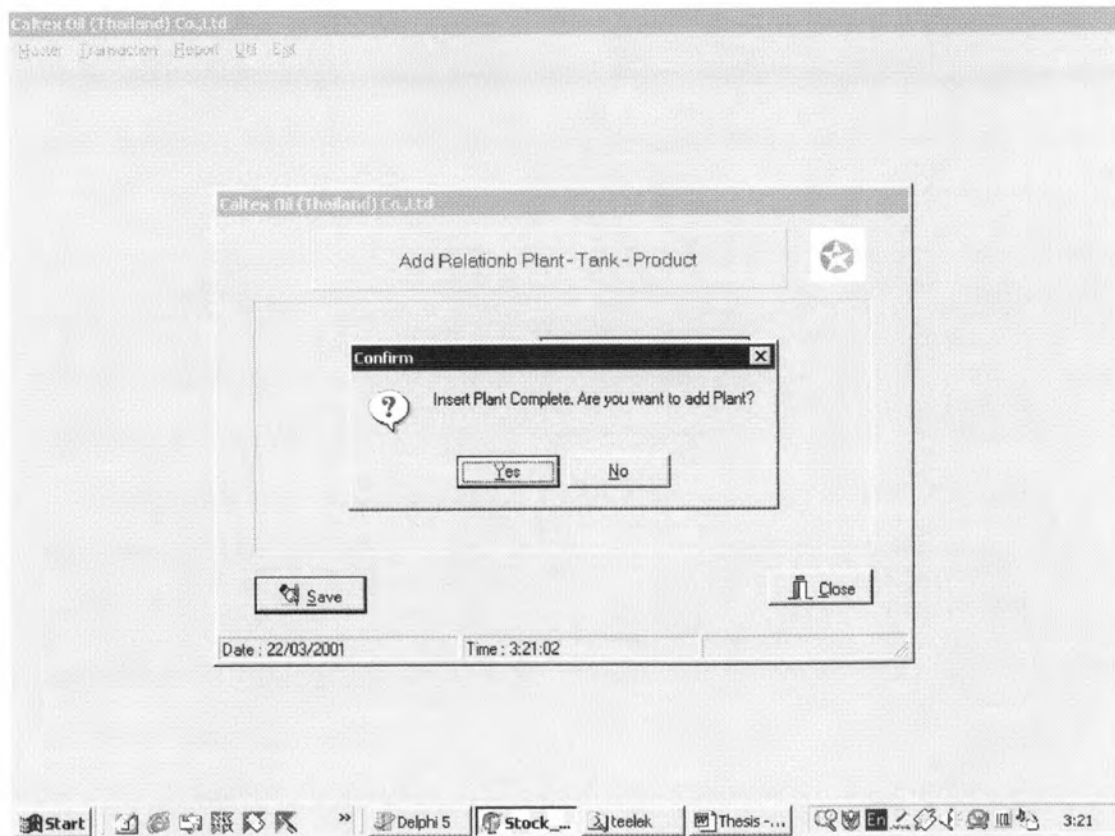 Caltex Oil (Thailand) Co.,Ltd
Master Transaction Report Util Exit
Caltex Oil (Thailand) Co.,Ltd
Add Relationb Plant-Tank-Product
Confirm
Insert Plant Complete. Are you want to add Plant?
Yes No
Save Close
Date : 22/03/2001 Time : 3:21:02
Start » Delphi 5 Stock_... teelek Thesis -... En 3:21